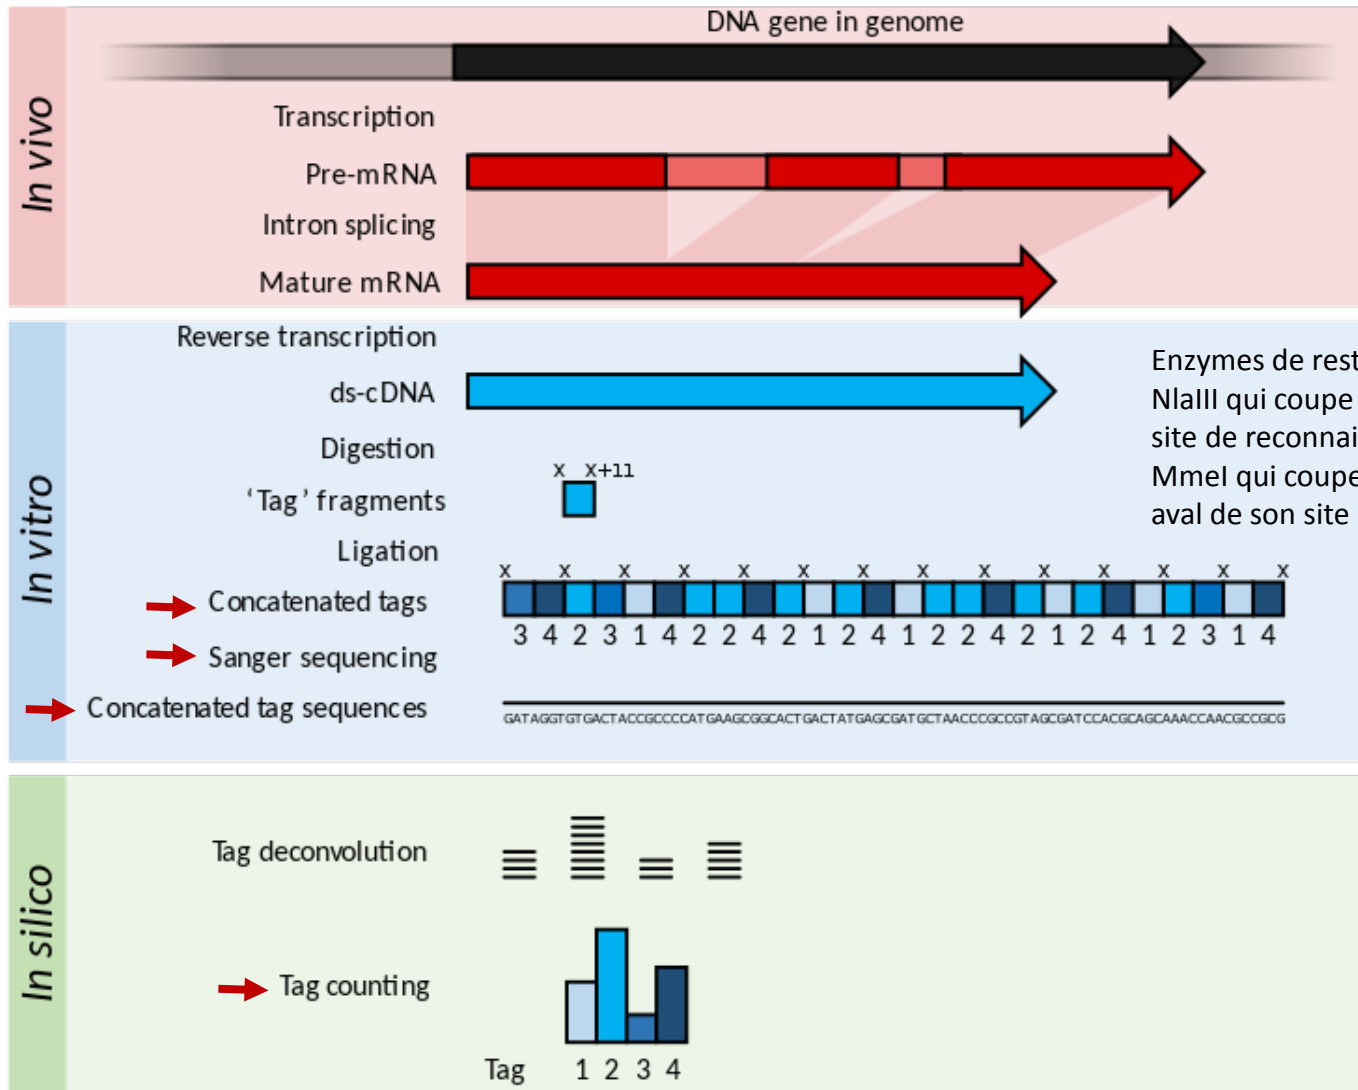 In vivo
DNA gene in genome
Transcription
Pre-mRNA
Intron splicing
Mature mRNA
In vitro
Reverse transcription
ds-cDNA
Digestion
x x+11
'Tag' fragments
Ligation
x x x x x x x x x x x x x x
Concatenated tags
3 4 2 3 1 4 2 2 4 2 1 2 4 1 2 2 4 2 1 2 4 1 2 3 1 4
Sanger sequencing
Concatenated tag sequences
GATAGGTGTGACTACCGCCCCATGAAGCGGCACTGACTATGAGCGATGCTAACCCGCCGTAGCGATCCACGCAGCAAACCAACGCCGCG
Enzymes de rest
NlaIII qui coupe
site de reconnai
MmeI qui coupe
aval de son site
In silico
Tag deconvolution
Tag counting
Tag 1 2 3 4